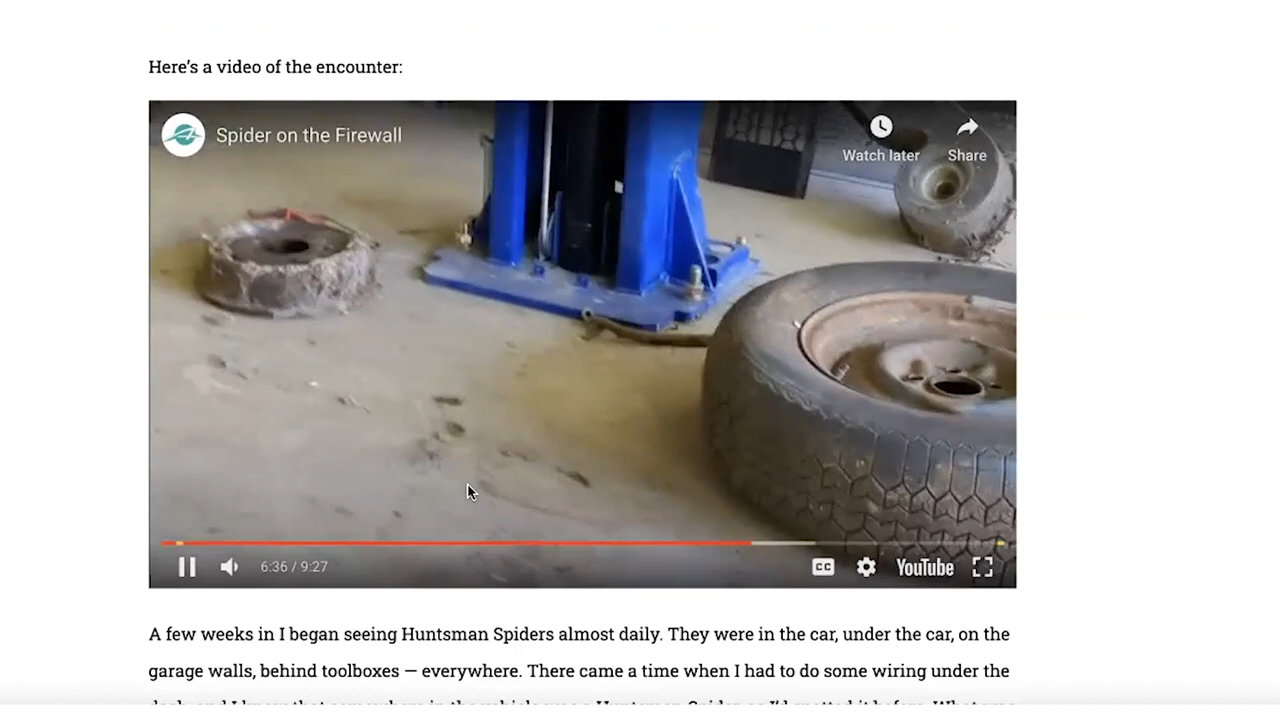 Here’s a video of the encounter:
Spider on the Firewall
Watch later
Share
6:36 / 9:27
CC
YouTube
A few weeks in I began seeing Huntsman Spiders almost daily. They were in the car, under the car, on the
garage walls, behind toolboxes — everywhere. There came a time when I had to do some wiring under the